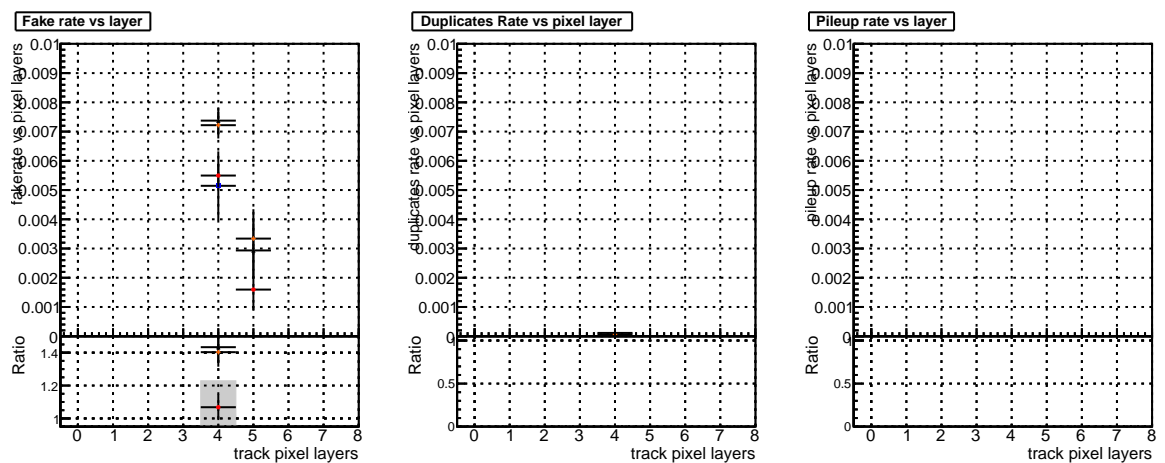 Fake rate vs layer
fakerate vs pixel layers
0.01
0.009
0.008
0.007
0.006
0.005
0.004
0.003
0.002
0.001
0
Ratio
1.4
1.2
1
0 1 2 3 4 5 6 7 8
track pixel layers
Duplicates Rate vs pixel layer
duplicates rate vs pixel layers
0.01
0.009
0.008
0.007
0.006
0.005
0.004
0.003
0.002
0.001
0
Ratio
1
0.5
0
0 1 2 3 4 5 6 7 8
track pixel layers
Pileup rate vs layer
pileup rate vs pixel layers
0.01
0.009
0.008
0.007
0.006
0.005
0.004
0.003
0.002
0.001
0
Ratio
1
0.5
0
0 1 2 3 4 5 6 7 8
track pixel layers